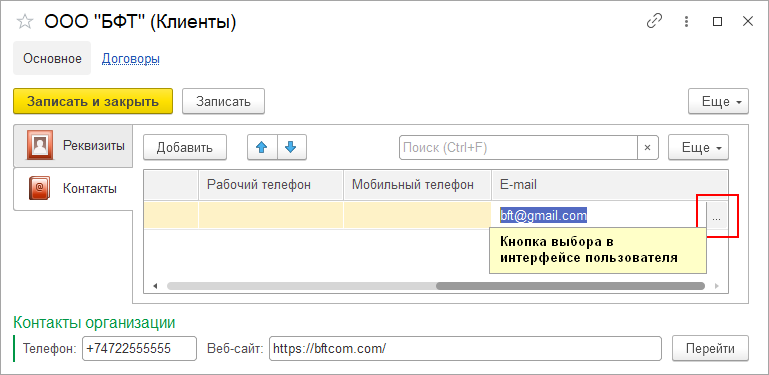 ООО "БФТ" (Клиенты)
Основное Договоры
Записать и закрыть Записать Еще
Реквизиты
Контакты
Добавить Поиск (Ctrl+F) × Еще
Рабочий телефон Мобильный телефон E-mail
bft@gmail.com ...
Кнопка выбора в
интерфейсе пользователя
Контакты организации
Телефон: +74722555555 Веб-сайт: https://bftcom.com/ Перейти